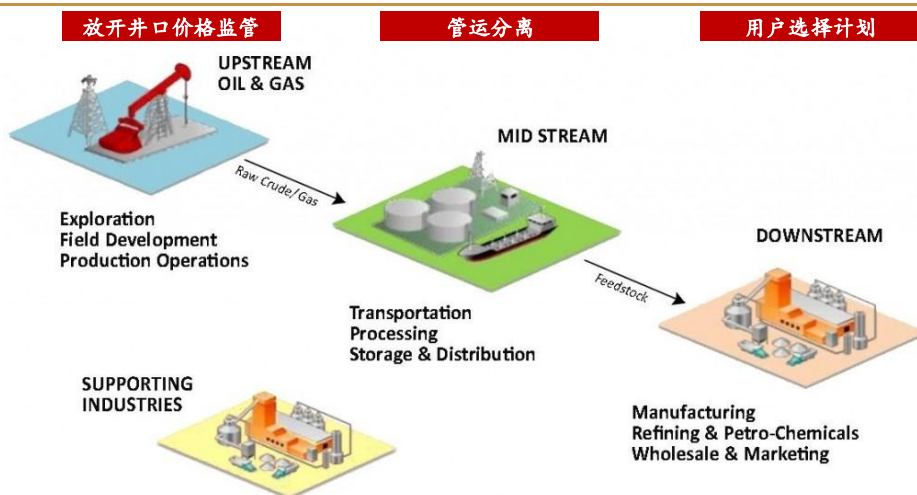 放开井口价格监管
管运分离
用户选择计划
UPSTREAM
OIL & GAS
Raw Crude/Gas
Exploration
Field Development
Production Operations
MID STREAM
Feedstock
Transportation
Processing
Storage & Distribution
DOWNSTREAM
Manufacturing
Refining & Petro-Chemicals
Wholesale & Marketing
SUPPORTING
INDUSTRIES